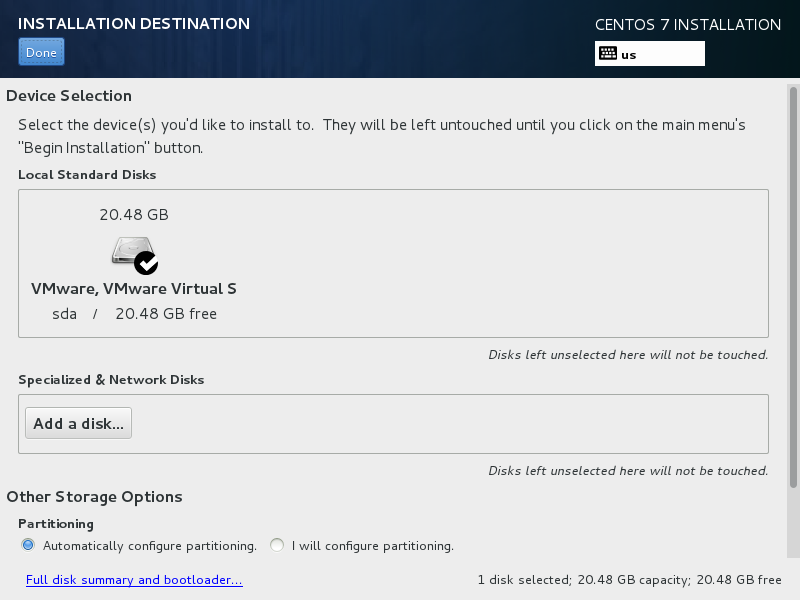 INSTALLATION DESTINATION
CENTOS 7 INSTALLATION
Done
us
Device Selection
Select the device(s) you'd like to install to.  They will be left untouched until you click on the main menu's
"Begin Installation" button.
Local Standard Disks
20.48 GB
VMware, VMware Virtual S
sda / 20.48 GB free
Disks left unselected here will not be touched.
Specialized & Network Disks
Add a disk...
Disks left unselected here will not be touched.
Other Storage Options
Partitioning
Automatically configure partitioning. I will configure partitioning.
Full disk summary and bootloader...
1 disk selected; 20.48 GB capacity; 20.48 GB free